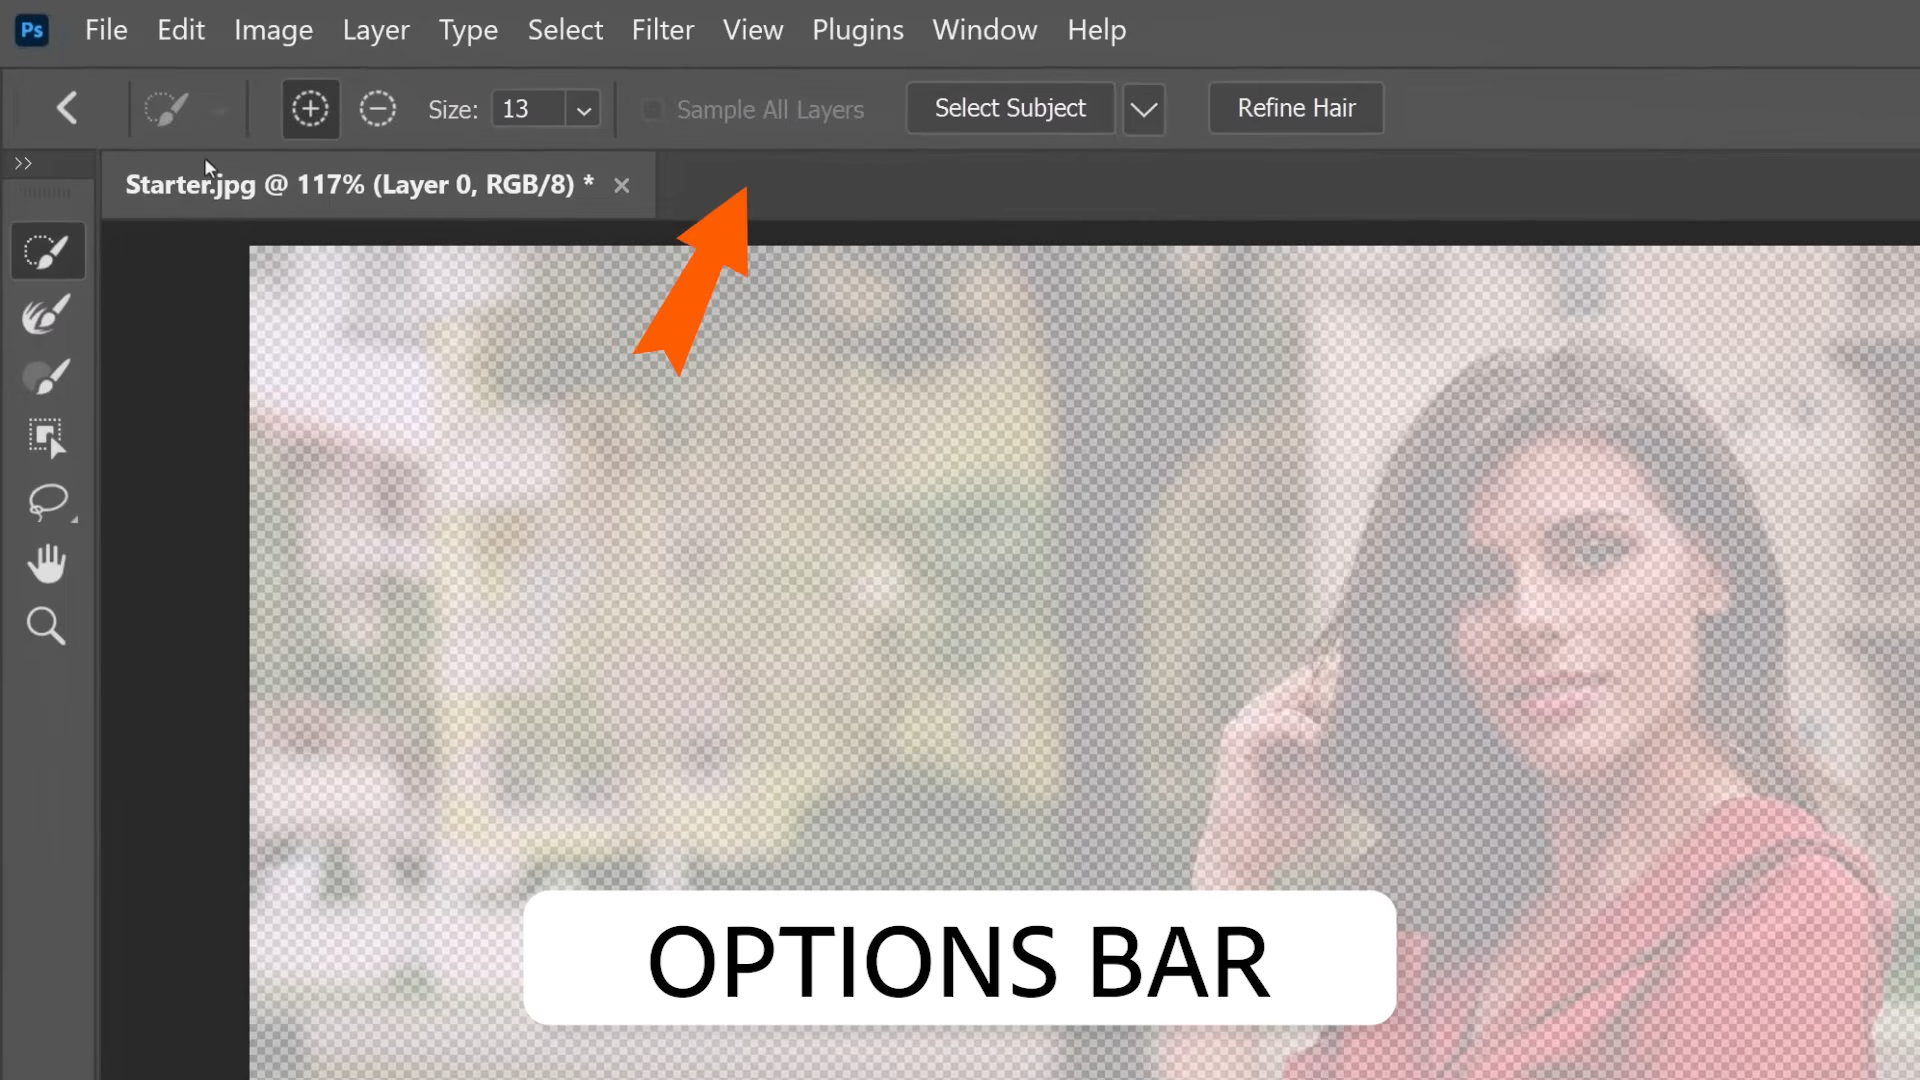 Ps File Edit Image Layer Type Select Filter View Plugins Window Help
Size: 13 Sample All Layers Select Subject Refine Hair
Starter.jpg @ 117% (Layer 0, RGB/8) *
OPTIONS BAR